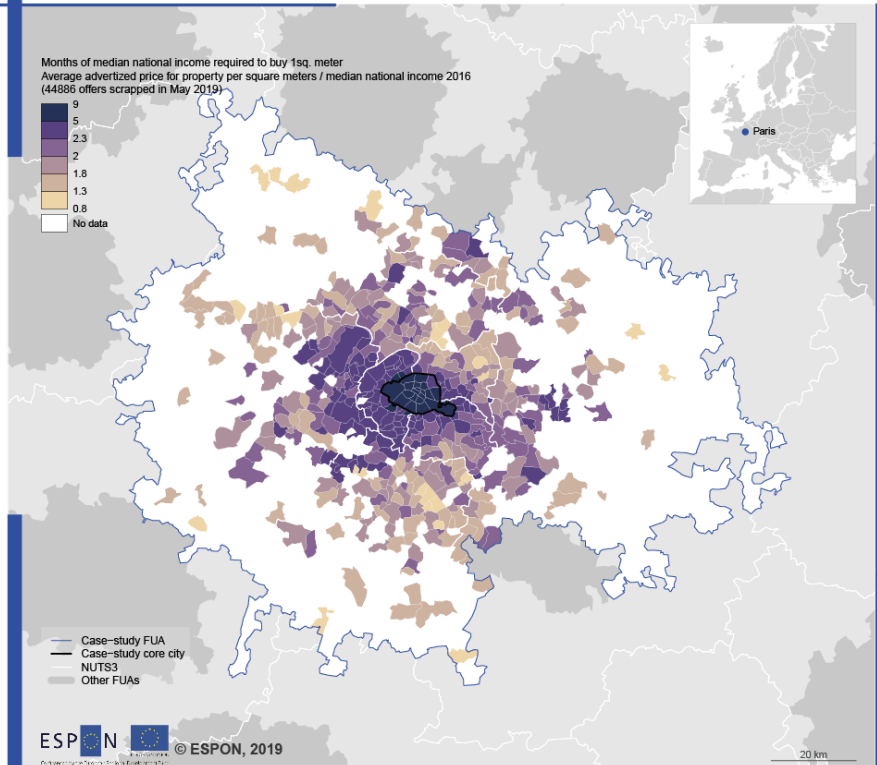 Months of median national income required to buy 1sq. meter
Average advertized price for property per square meters / median national income 2016
(44886 offers scrapped in May 2019)
9
5
2.3
2
1.8
1.3
0.8
No data
Paris
Case-study FUA
Case-study core city
NUTS3
Other FUAs
ESPON
© ESPON, 2019
20 km